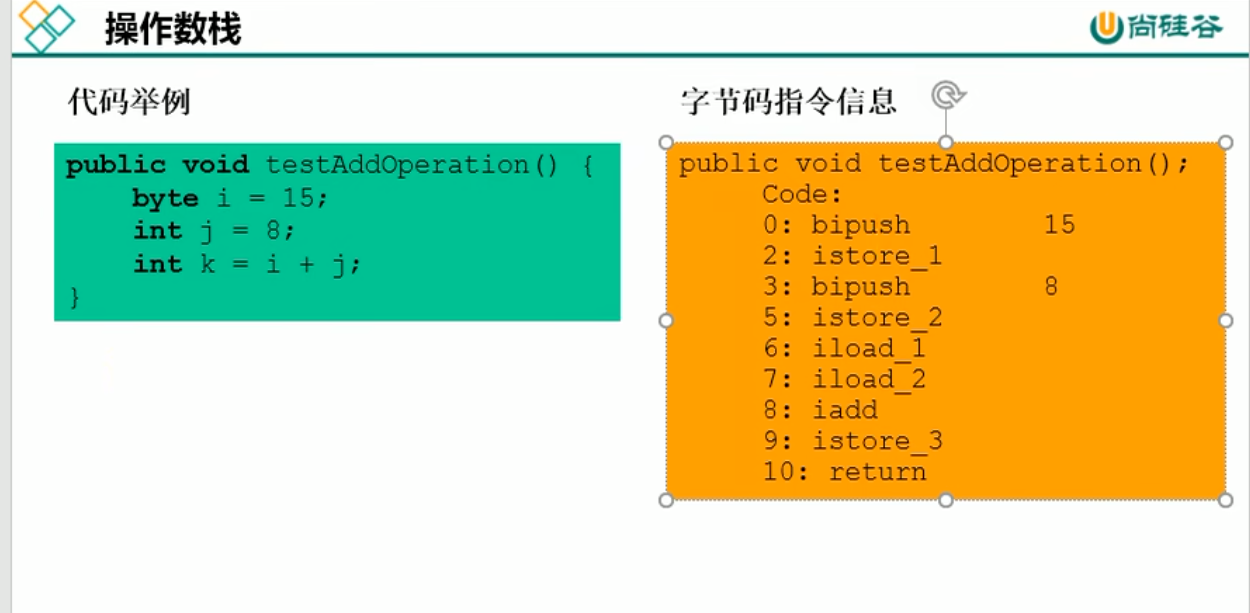 操作数栈
尚硅谷
代码举例
public void testAddOperation() {
    byte i = 15;
    int j = 8;
    int k = i + j;
}
字节码指令信息
public void testAddOperation();
     Code:
     0: bipush        15
     2: istore_1
     3: bipush        8
     5: istore_2
     6: iload_1
     7: iload_2
     8: iadd
     9: istore_3
     10: return